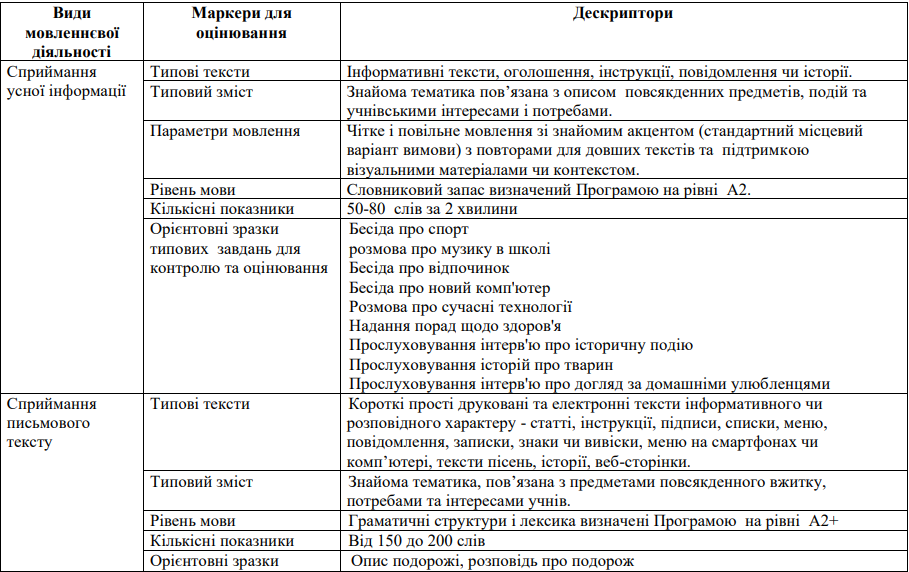 Види
мовленнєвої
діяльності
Маркери для
оцінювання
Дескриптори
Сприймання
усної інформації
Типові тексти
Інформативні тексти, оголошення, інструкції, повідомлення чи історії.
Типовий зміст
Знайома тематика пов’язана з описом повсякденних предметів, подій та
учнівськими інтересами і потребами.
Параметри мовлення
Чітке і повільне мовлення зі знайомим акцентом (стандартний місцевий
варіант вимови) з повторами для довших текстів та підтримкою
візуальними матеріалами чи контекстом.
Рівень мови
Словниковий запас визначений Програмою на рівні А2.
Кількісні показники
50-80 слів за 2 хвилини
Орієнтовні зразки
типових завдань для
контролю та оцінювання
Бесіда про спорт
розмова про музику в школі
Бесіда про відпочинок
Бесіда про новий комп'ютер
Розмова про сучасні технології
Надання порад щодо здоров'я
Прослуховування інтерв'ю про історичну подію
Прослуховування історій про тварин
Прослуховування інтерв'ю про догляд за домашніми улюбленцями
Сприймання
письмового
тексту
Типові тексти
Короткі прості друковані та електронні тексти інформативного чи
розповідного характеру - статті, інструкції, підписи, списки, меню,
повідомлення, записки, знаки чи вивіски, меню на смартфонах чи
комп’ютері, тексти пісень, історії, веб-сторінки.
Типовий зміст
Знайома тематика, пов’язана з предметами повсякденного вжитку,
потребами та інтересами учнів.
Рівень мови
Граматичні структури і лексика визначені Програмою на рівні А2+
Кількісні показники
Від 150 до 200 слів
Орієнтовні зразки
Опис подорожі, розповідь про подорож